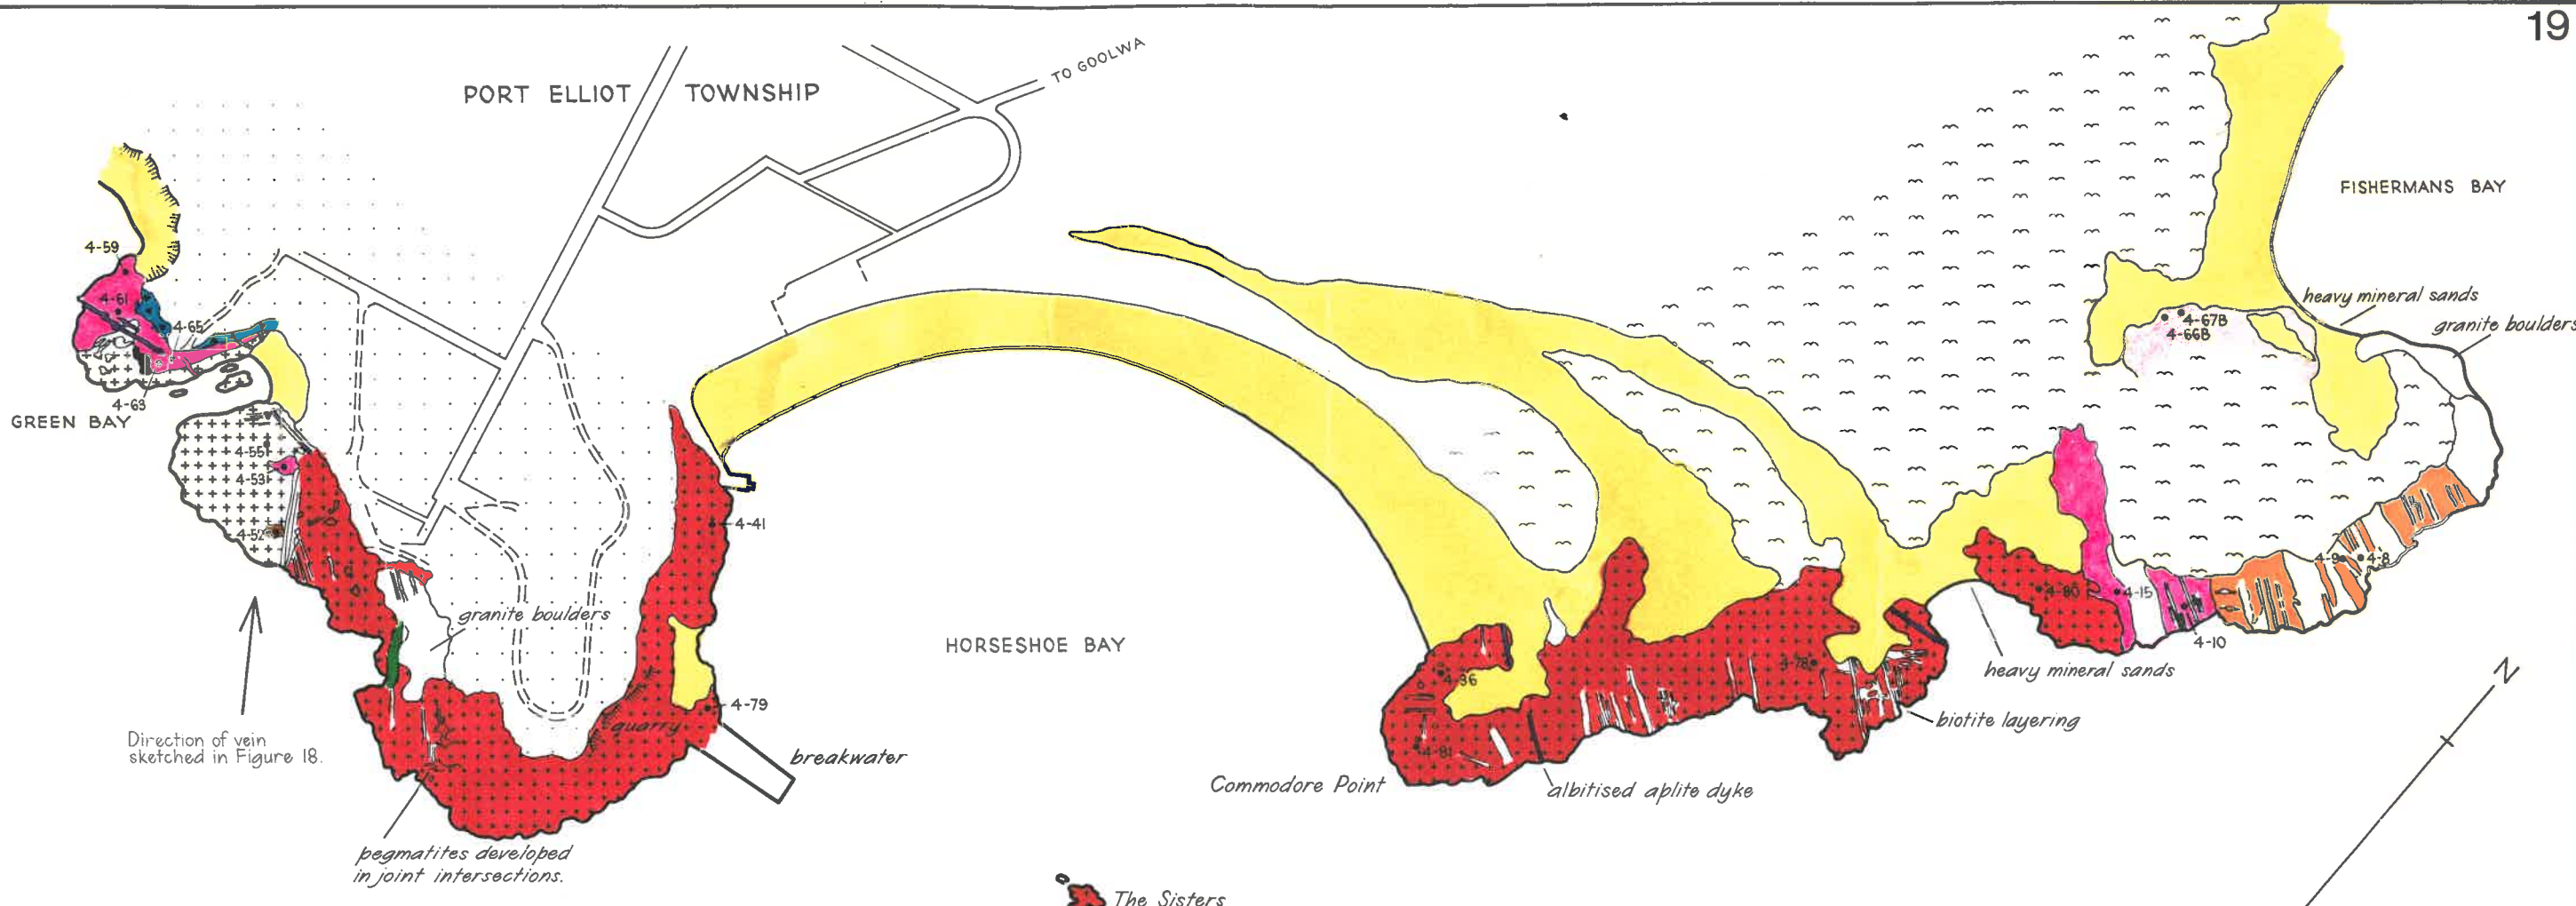 19
PORT ELLIOT TOWNSHIP
TO GOOLWA
FISHERMANS BAY
4-59
4-61
4-65
4-63
GREEN BAY
4-55
4-53
4-52
4-41
heavy mineral sands
granite boulders
4-67B
4-66B
granite boulders
HORSESHOE BAY
4-36
4-78
4-80
4-15
4-9
4-8
4-10
heavy mineral sands
Direction of vein
sketched in Figure 18.
quarry
4-79
breakwater
4-81
biotite layering
N
Commodore Point
albitised aplite dyke
pegmatites developed
in joint intersections.
The Sisters